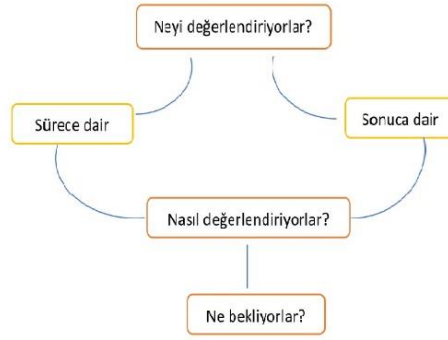 Neyi değerlendiriyorlar?
Sürece dair
Sonuca dair
Nasıl değerlendiriyorlar?
Ne bekliyorlar?